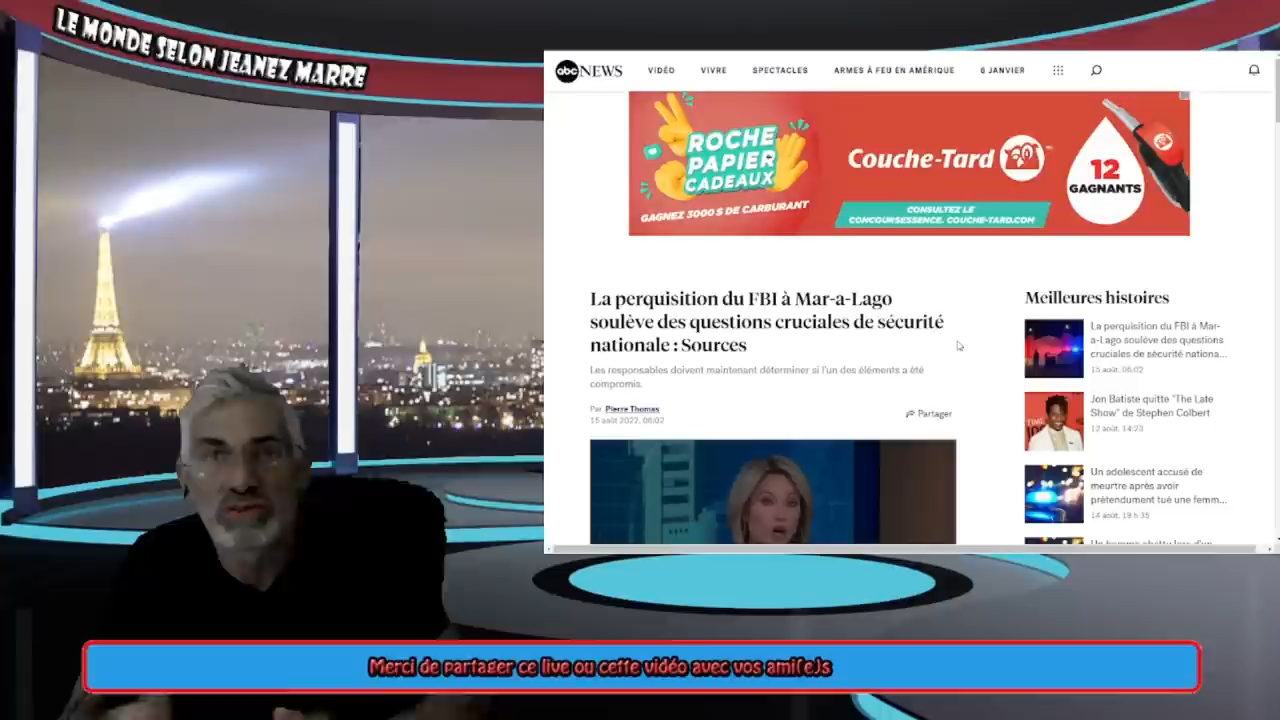 LE MONDE SELON JEANEZ MARRE
abc NEWS
VIDÉO
VIVRE
SPECTACLES
ARMES À FEU EN AMÉRIQUE
6 JANVIER
ROCHE
PAPIER
CADEAUX
GAGNEZ 3000 $ DE CARBURANT
Couche-Tard
CONSULTEZ LE
CONCOURSESSENCE. COUCHE-TARD.COM
12
GAGNANTS
La perquisition du FBI à Mar-a-Lago
soulève des questions cruciales de sécurité
nationale : Sources
Les responsables doivent maintenant déterminer si l'un des éléments a été
compromis.
Par Pierre Thomas
15 août 2022, 06:02
Partager
Meilleures histoires
La perquisition du FBI à Mar-
a-Lago soulève des questions
cruciales de sécurité nationa...
15 août, 06:02
Jon Batiste quitte "The Late
Show" de Stephen Colbert
12 août, 14:23
Un adolescent accusé de
meurtre après avoir
prétendument tué une femm...
14 août, 19 h 35
Merci de partager ce live ou cette vidéo avec vos ami(e)s